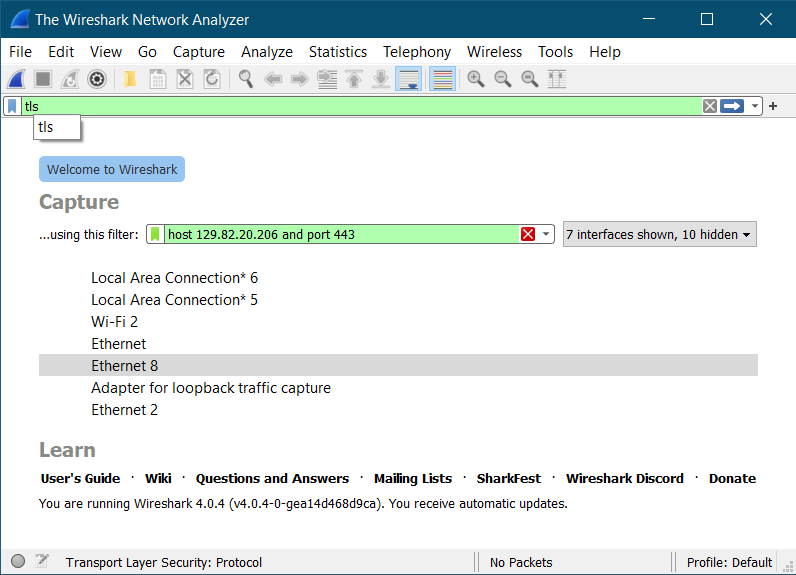 The Wireshark Network Analyzer
File Edit View Go Capture Analyze Statistics Telephony Wireless Tools Help
tls
tls
Welcome to Wireshark
Capture
...using this filter: host 129.82.20.206 and port 443 7 interfaces shown, 10 hidden
Local Area Connection* 6
Local Area Connection* 5
Wi-Fi 2
Ethernet
Ethernet 8
Adapter for loopback traffic capture
Ethernet 2
Learn
User's Guide · Wiki · Questions and Answers · Mailing Lists · SharkFest · Wireshark Discord · Donate
You are running Wireshark 4.0.4 (v4.0.4-0-gea14d468d9ca). You receive automatic updates.
Transport Layer Security: Protocol No Packets Profile: Default